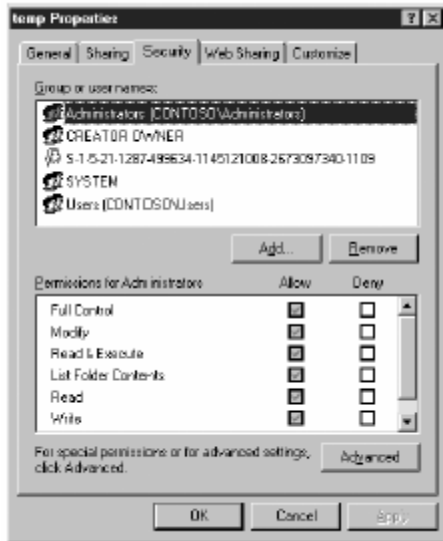 temp Properties
General Sharing Security Web Sharing Customize
Group or user names:
Administrators (CONTOSO\Administrators)
CREATOR OWNER
S-1-5-21-1287-499634-1145121008-2673097340-1109
SYSTEM
Users (CONTOSO\Users)
Add... Remove
Permissions for Administrators Allow Deny
Full Control
Modify
Read & Execute
List Folder Contents
Read
Write
For special permissions or for advanced settings,
click Advanced.
Advanced
OK Cancel Apply